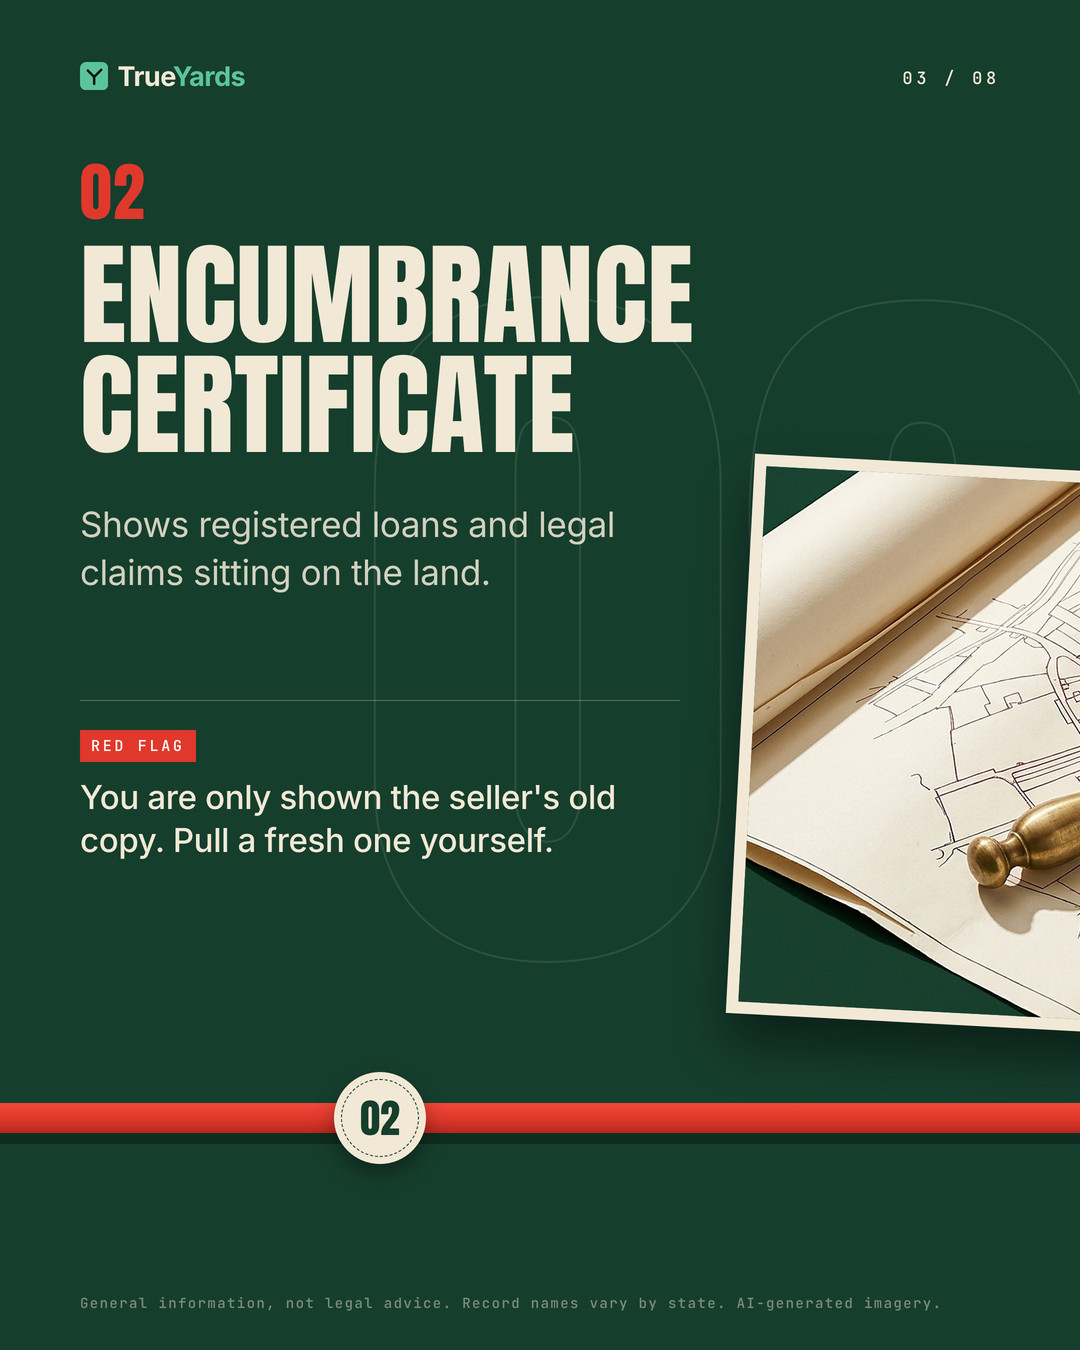 TrueYards
03 / 08
02
ENCUMBRANCE
CERTIFICATE
Shows registered loans and legal
claims sitting on the land.
RED FLAG
You are only shown the seller's old
copy. Pull a fresh one yourself.
02
General information, not legal advice. Record names vary by state. AI-generated imagery.